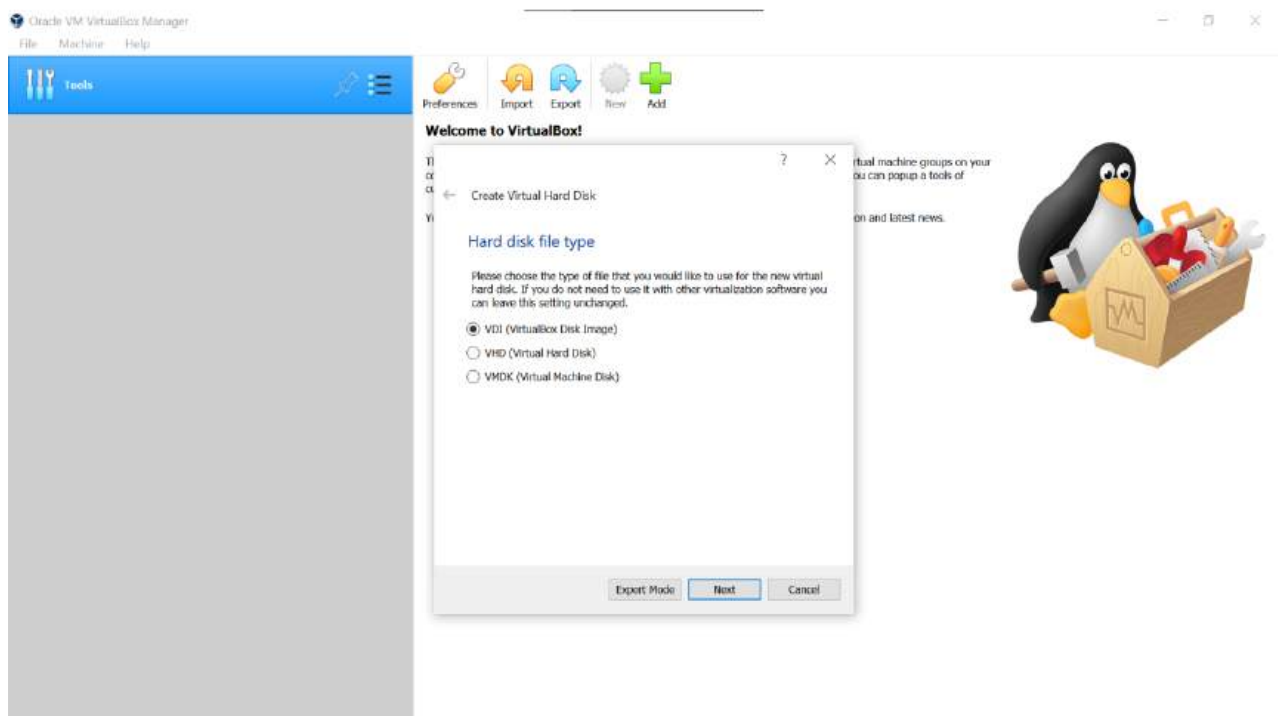 Oracle VM VirtualBox Manager
File Machine Help
Tools
Preferences Import Export New Add
Welcome to VirtualBox!
rtual machine groups on your
ou can popup a tools of
on and latest news.
Create Virtual Hard Disk
Hard disk file type
Please choose the type of file that you would like to use for the new virtual
hard disk. If you do not need to use it with other virtualization software you
can leave this setting unchanged.
VDI (VirtualBox Disk Image)
VHD (Virtual Hard Disk)
VMDK (Virtual Machine Disk)
Expert Mode Next Cancel